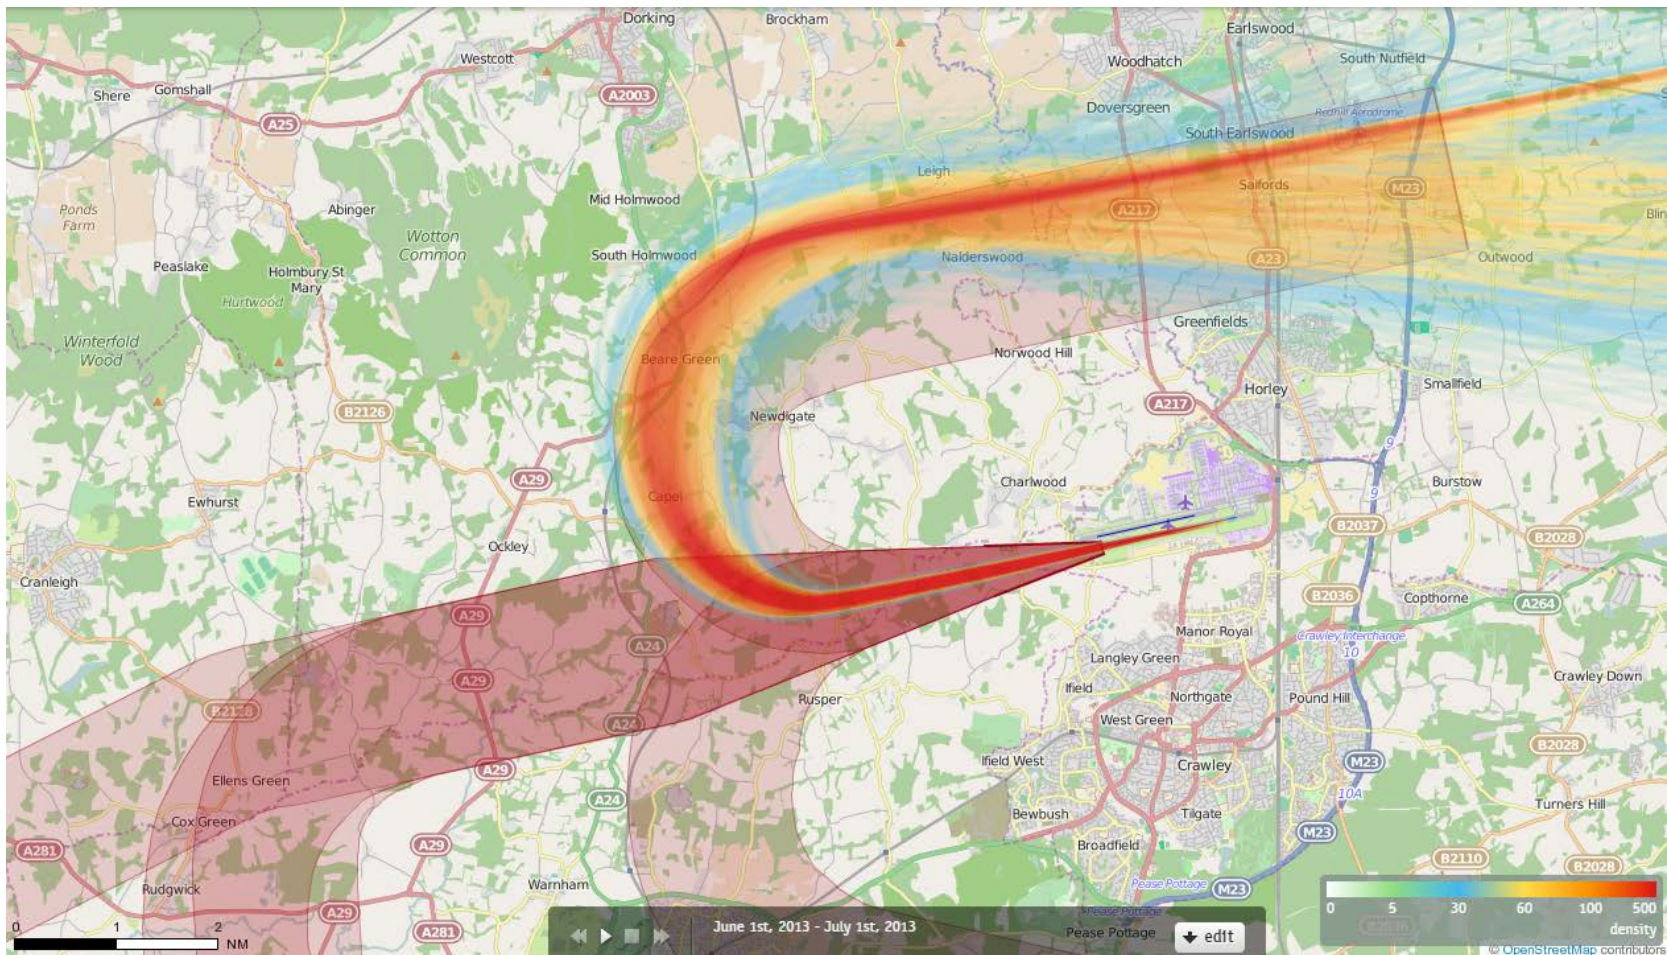 Dorking
Brockham
Earlswood
Westcott
Woodhatch
South Nutfield
Shere
Gomshall
A2003
Doversgreen
A25
Redhill Aerodrome
South Earlswood
Leigh
Mid Holmwood
Salfords
M23
Ponds
Farm
Abinger
A217
Wotton
Common
South Holmwood
Nalderswood
A23
Outwood
Peaslake
Holmbury St
Mary
Hurtwood
Greenfields
Winterfold
Wood
Beare Green
Norwood Hill
Smallfield
Horley
B2126
Newdigate
A217
9
A29
Charlwood
Burstow
9
Ewhurst
Capel
B2037
B2028
Ockley
Cranleigh
B2036
Copthorne
A264
A29
Manor Royal
Crawley Interchange
10
A24
Langley Green
A29
Ifield
Northgate
Pound Hill
Crawley Down
Rusper
B2128
A24
West Green
B2028
Ifield West
Crawley
M23
A29
Ellens Green
10A
A24
Bewbush
Tilgate
Turners Hill
Cox Green
M23
A281
A29
Broadfield
B2110
B2028
Rudgwick
Warnham
Pease Pottage
M23
A29
Pease Pottage
A281
Pease Pottage
0 1 2 NM
June 1st, 2013 - July 1st, 2013
edit
0 5 30 60 100 500
density
© OpenStreetMap contributors